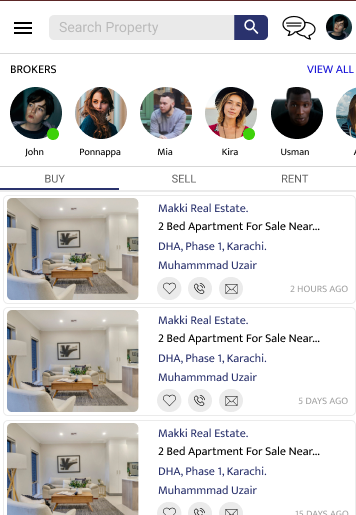 Search Property
BROKERS VIEW ALL
John Ponnappa Mia Kira Usman
BUY SELL RENT
Makki Real Estate.
2 Bed Apartment For Sale Near...
DHA, Phase 1, Karachi.
Muhammmad Uzair
2 HOURS AGO
Makki Real Estate.
2 Bed Apartment For Sale Near...
DHA, Phase 1, Karachi.
Muhammmad Uzair
5 DAYS AGO
Makki Real Estate.
2 Bed Apartment For Sale Near...
DHA, Phase 1, Karachi.
Muhammmad Uzair
15 DAYS AGO